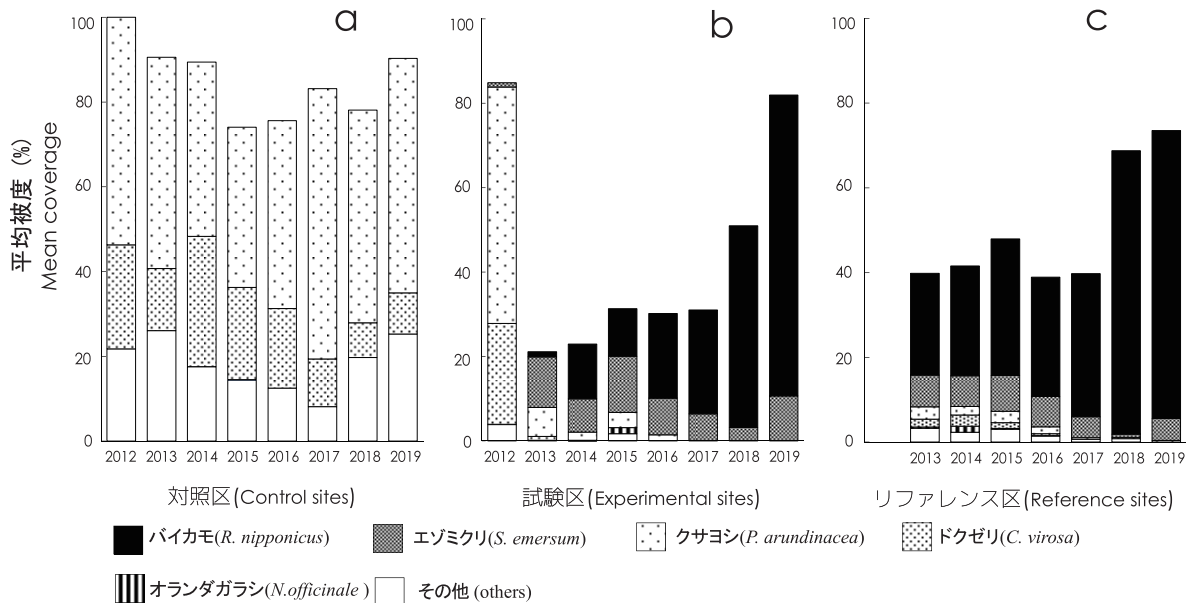 a
b
c
平均被度 (%)
Mean coverage
100
80
60
40
20
0
2012 2013 2014 2015 2016 2017 2018 2019
対照区(Control sites)
100
80
60
40
20
0
2012 2013 2014 2015 2016 2017 2018 2019
試験区(Experimental sites)
100
80
60
40
20
0
2013 2014 2015 2016 2017 2018 2019
リファレンス区(Reference sites)
バイカモ(R. nipponicus) エゾミクリ(S. emersum) クサヨシ(P. arundinacea) ドクゼリ(C. virosa)
オランダガラシ(N.officinale ) その他 (others)